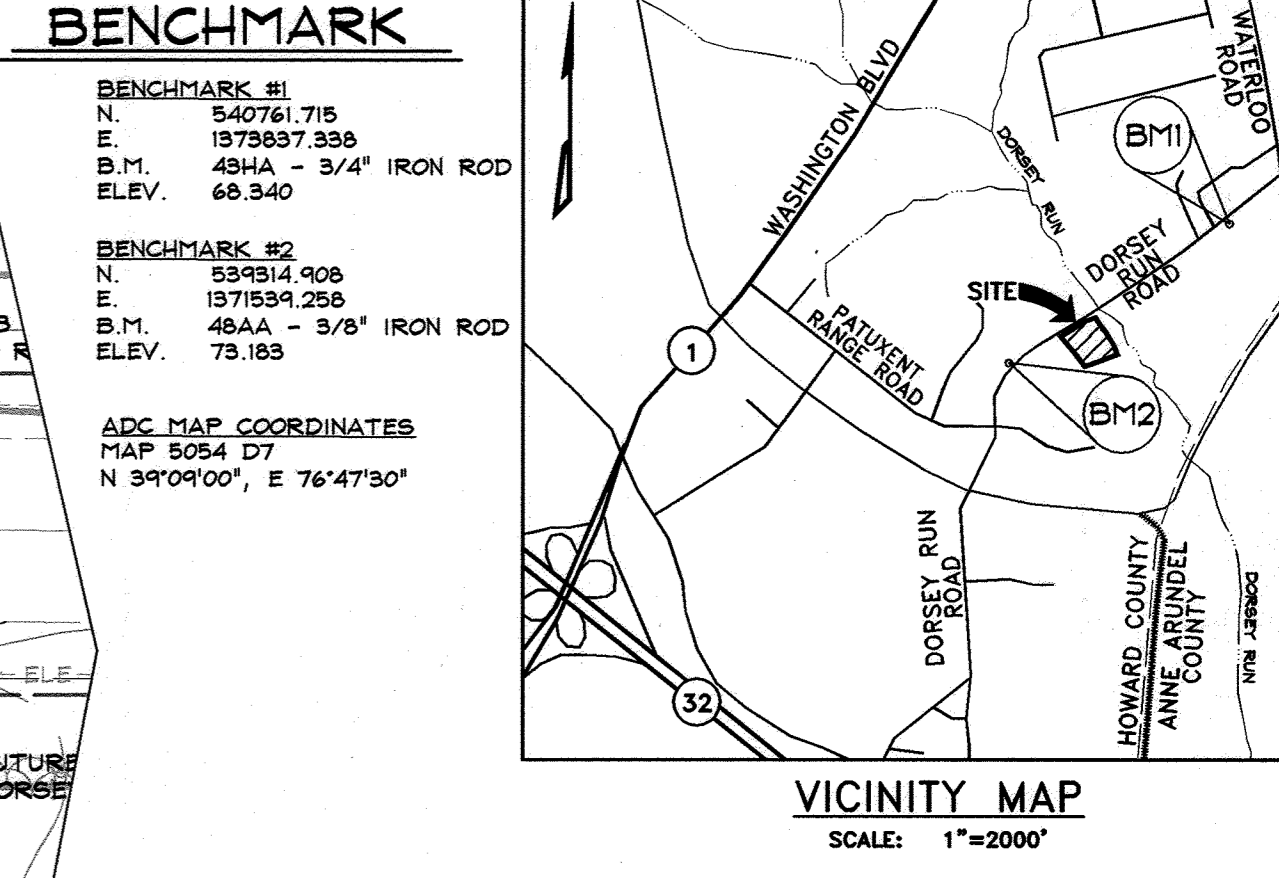 BENCHMARK
BENCHMARK #1
N. 540761.715
E. 1373837.338
B.M. 43HA - 3/4" IRON ROD
ELEV. 68.340
BENCHMARK #2
N. 539314.908
E. 1371539.258
B.M. 48AA - 3/8" IRON ROD
ELEV. 73.183
ADC MAP COORDINATES
MAP 5054 D7
N 39°09'00", E 76°47'30"
ELE
WASHINGTON BLVD
WATERLOO
ROAD
BM1
DORSEY RUN
DORSEY
RUN
ROAD
SITE
PATUXENT
RANGE ROAD
1
BM2
DORSEY RUN
ROAD
HOWARD COUNTY
ANNE ARUNDEL
COUNTY
DORSEY RUN
32
VICINITY MAP
SCALE: 1"=2000'